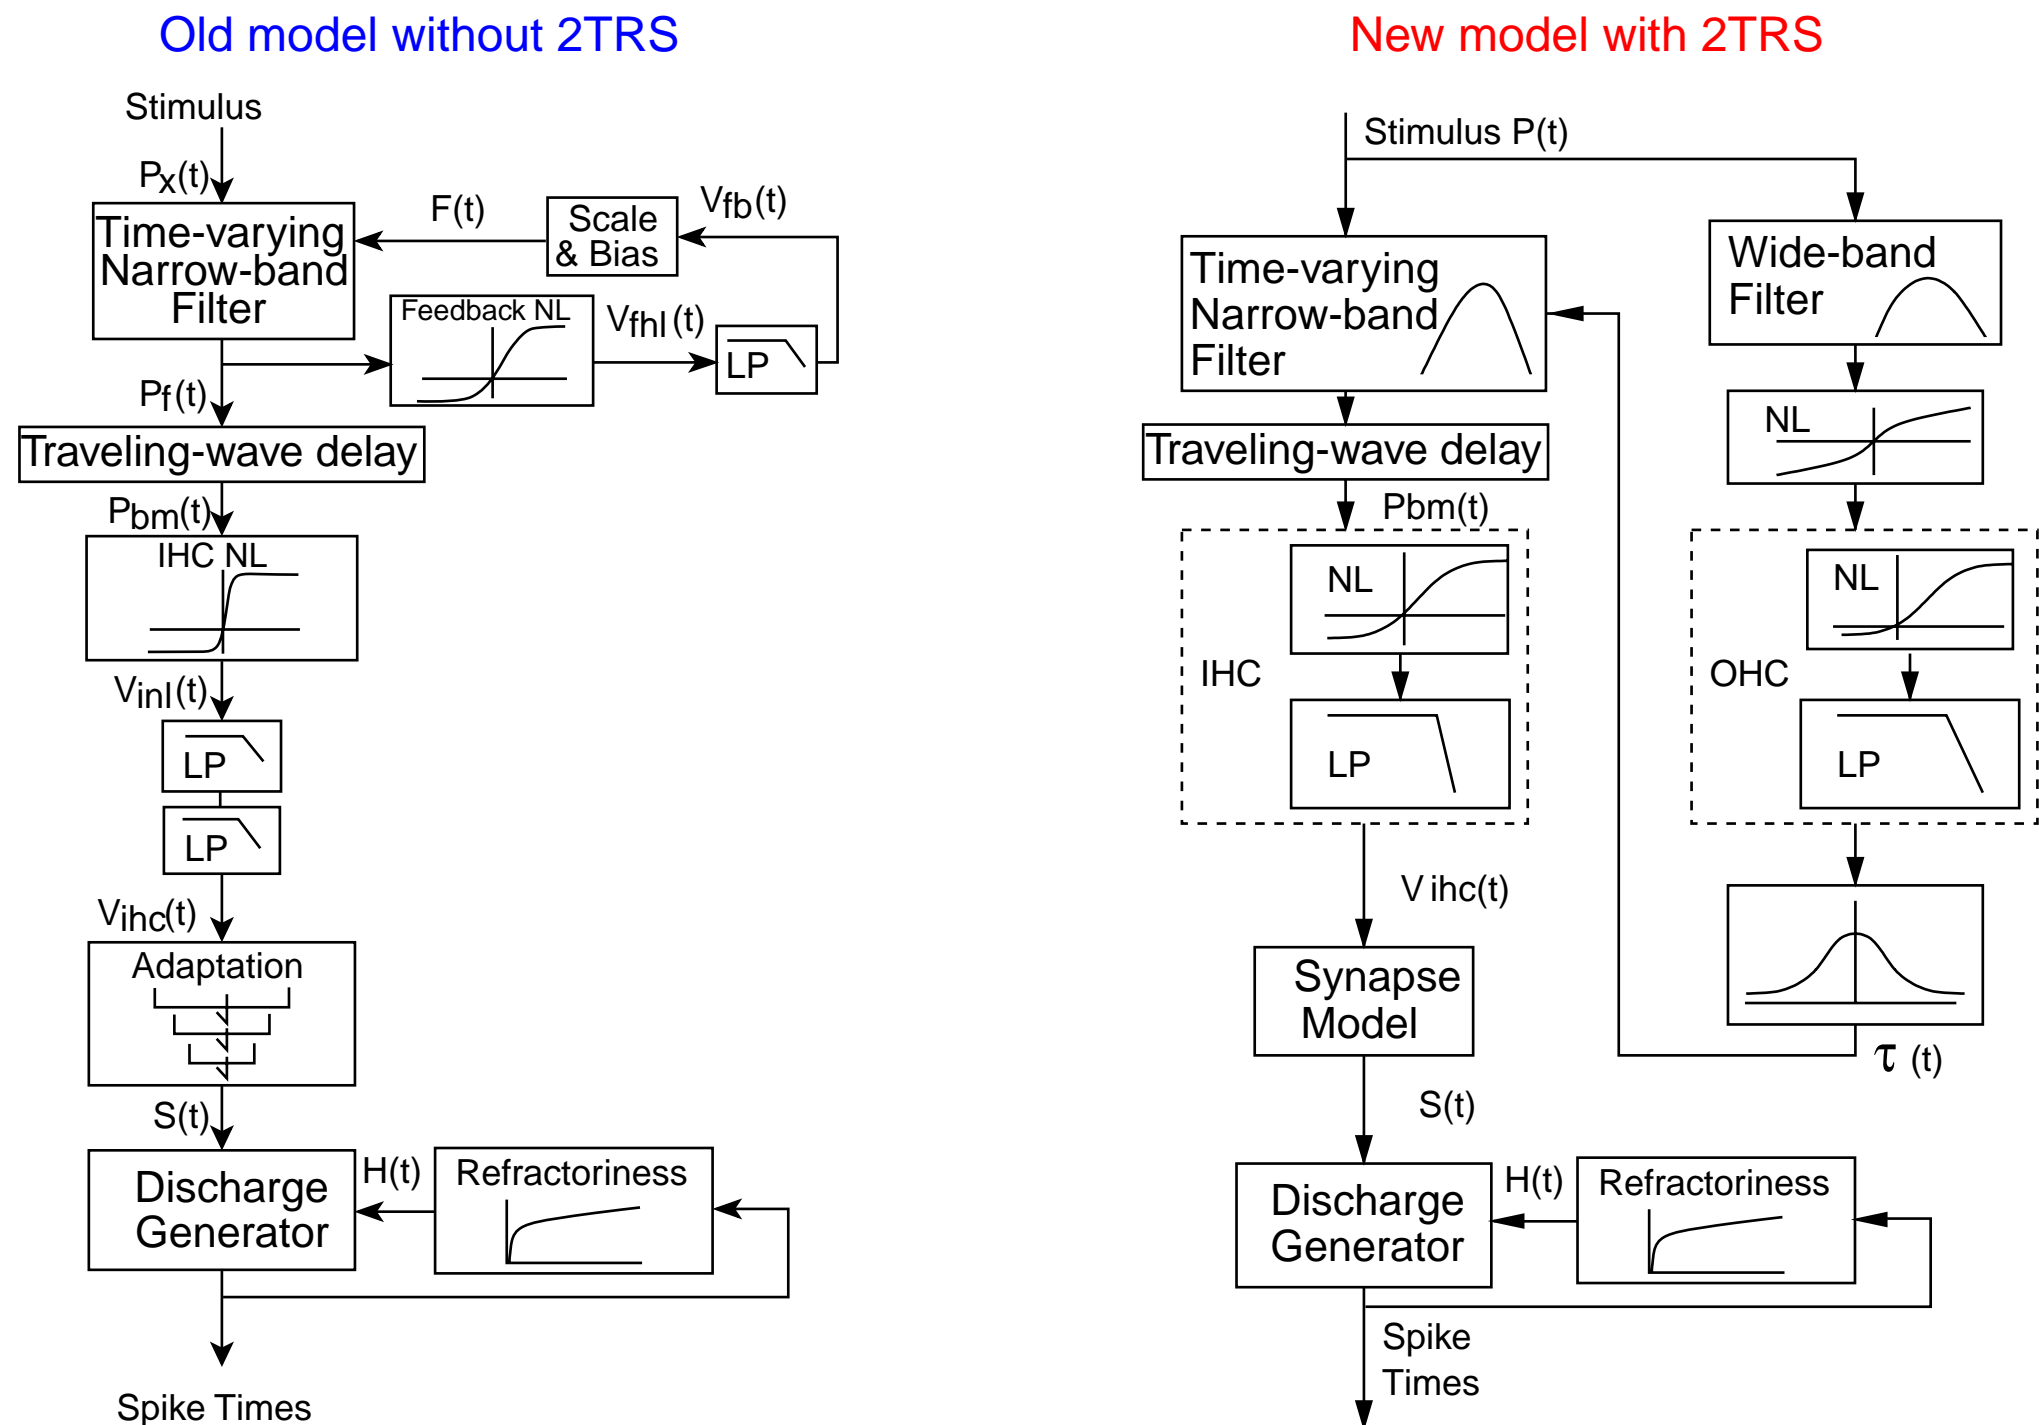 Old model without 2TRS
Stimulus
Px(t)
Time-varying
Narrow-band
Filter
F(t)
Scale
& Bias
Vfb(t)
Feedback NL
Vfhl(t)
LP
Pf(t)
Traveling-wave delay
Pbm(t)
IHC NL
Vinl(t)
LP
LP
Vihc(t)
Adaptation
S(t)
Discharge
Generator
H(t)
Refractoriness
Spike Times
New model with 2TRS
Stimulus P(t)
Time-varying
Narrow-band
Filter
Wide-band
Filter
NL
Traveling-wave delay
Pbm(t)
NL
IHC
LP
NL
OHC
LP
Vihc(t)
Synapse
Model
τ (t)
S(t)
Discharge
Generator
H(t)
Refractoriness
Spike
Times